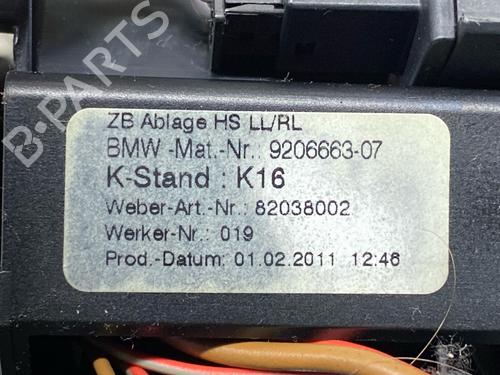 ZB Ablage HS LL/RL
BMW -Mat.-Nr.: 9206663-07
K-Stand : K16
Weber-Art.-Nr.: 82038002
Werker-Nr.: 019
Prod.-Datum: 01.02.2011 12:46
B-PARTS